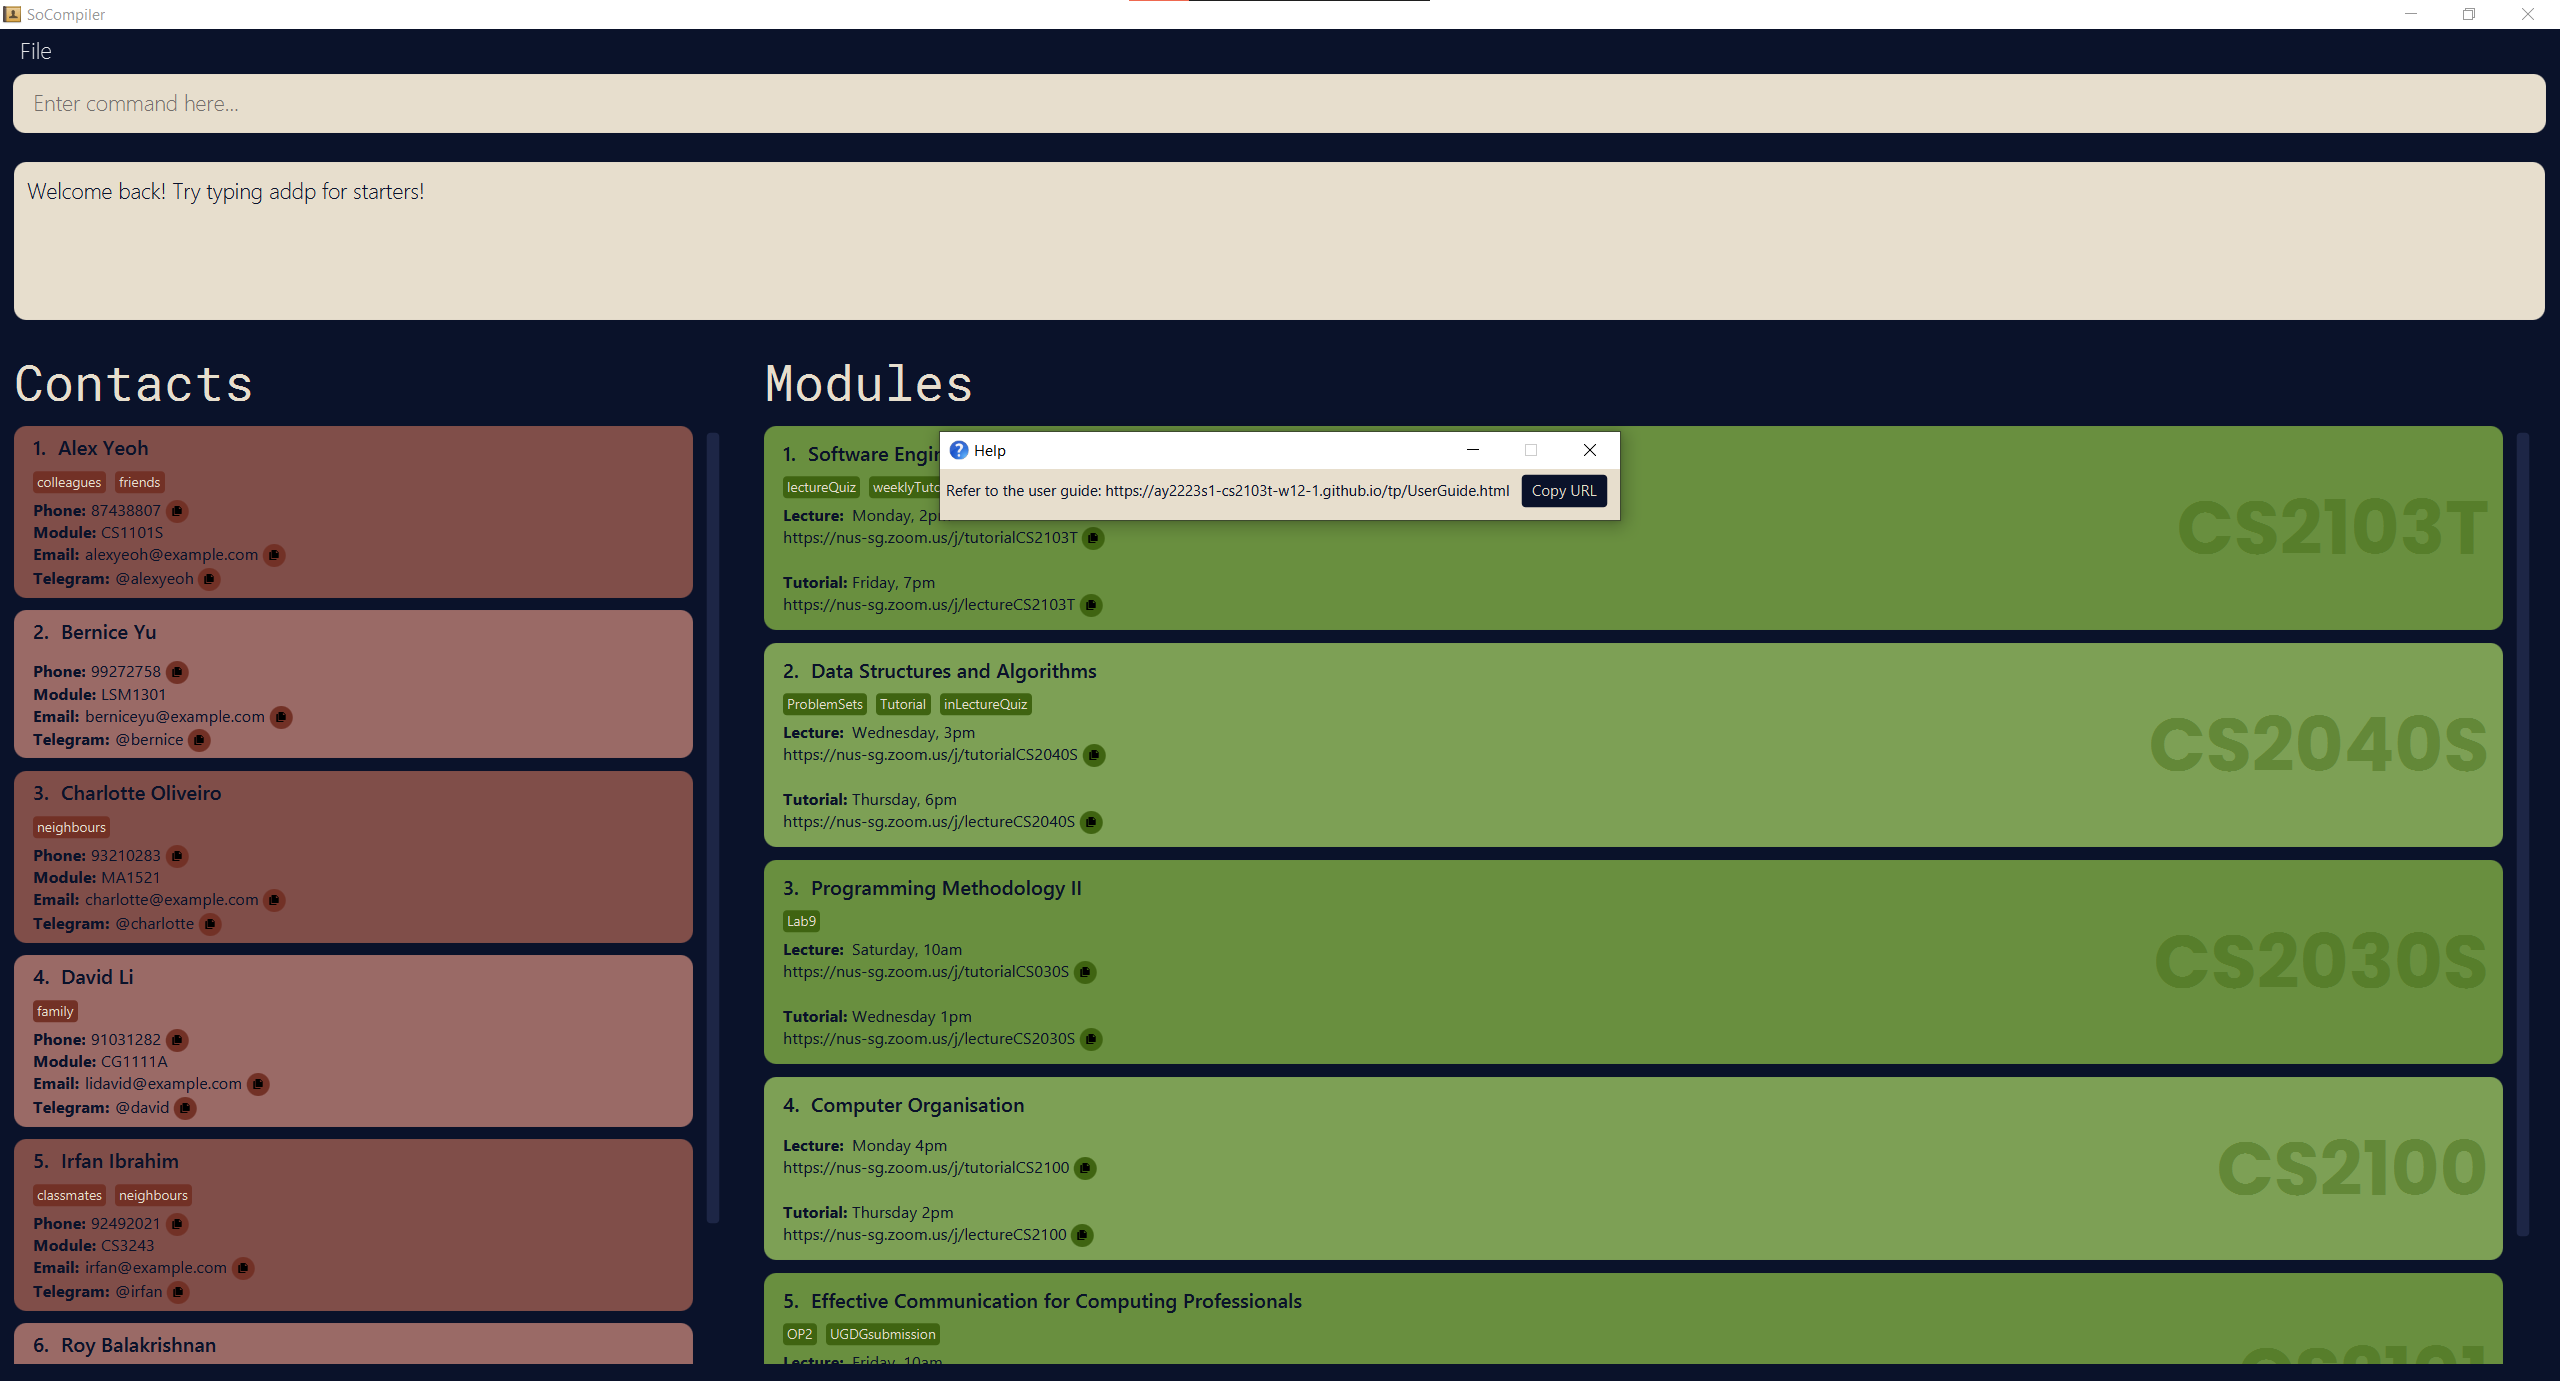 SoCompiler
File
Enter command here...
Welcome back! Try typing addp for starters!
Contacts
1. Alex Yeoh
colleagues friends
Phone: 87438807
Module: CS1101S
Email: alexyeoh@example.com
Telegram: @alexyeoh
2. Bernice Yu
Phone: 99272758
Module: LSM1301
Email: berniceyu@example.com
Telegram: @bernice
3. Charlotte Oliveiro
neighbours
Phone: 93210283
Module: MA1521
Email: charlotte@example.com
Telegram: @charlotte
4. David Li
family
Phone: 91031282
Module: CG1111A
Email: lidavid@example.com
Telegram: @david
5. Irfan Ibrahim
classmates neighbours
Phone: 92492021
Module: CS3243
Email: irfan@example.com
Telegram: @irfan
6. Roy Balakrishnan
Modules
1. Software
lectureQuiz
Lecture: Monday,
https://nus-sg.zoom.us/j/tutorialCS2103T
Tutorial: Friday, 7pm
https://nus-sg.zoom.us/j/lectureCS2103T
CS2103T
Help
Refer to the user guide: https://ay2223s1-cs2103t-w12-1.github.io/tp/UserGuide.html Copy URL
2. Data Structures and Algorithms
ProblemSets Tutorial inLectureQuiz
Lecture: Wednesday, 3pm
https://nus-sg.zoom.us/j/tutorialCS2040S
Tutorial: Thursday, 6pm
https://nus-sg.zoom.us/j/lectureCS2040S
CS2040S
3. Programming Methodology II
Lab9
Lecture: Saturday, 10am
https://nus-sg.zoom.us/j/tutorialCS030S
Tutorial: Wednesday 1pm
https://nus-sg.zoom.us/j/lectureCS2030S
CS2030S
4. Computer Organisation
Lecture: Monday 4pm
https://nus-sg.zoom.us/j/tutorialCS2100
Tutorial: Thursday 2pm
https://nus-sg.zoom.us/j/lectureCS2100
CS2100
5. Effective Communication for Computing Professionals
OP2 UGDGsubmission
Lecture: Friday, 10am
CS2101